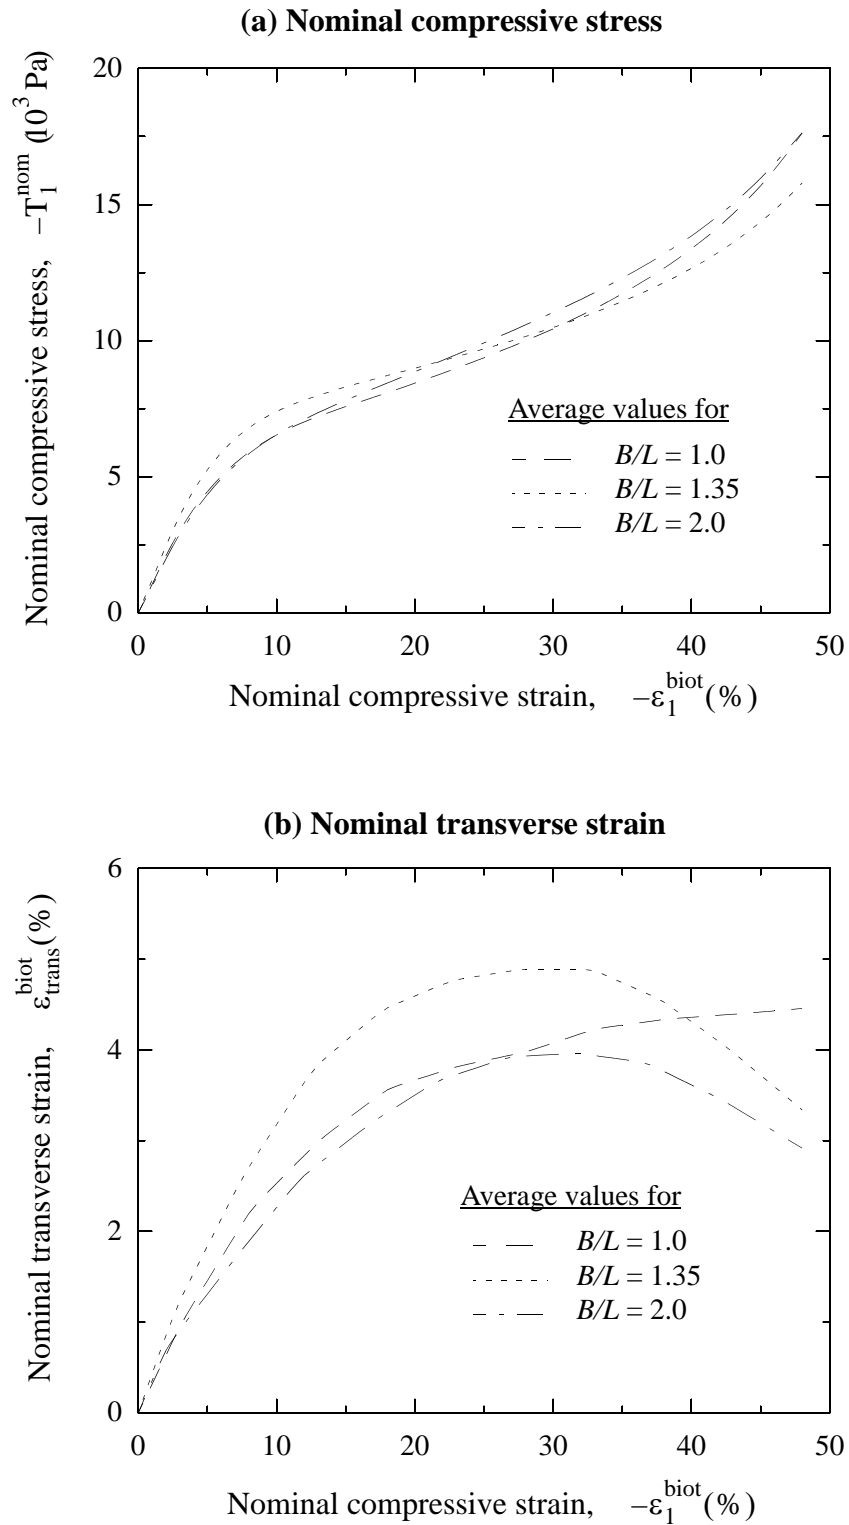 (a) Nominal compressive stress
Nominal compressive stress, −T₁ⁿᵒᵐ (10³ Pa)
20
15
10
5
0
Average values for
B/L = 1.0
B/L = 1.35
B/L = 2.0
0 10 20 30 40 50
Nominal compressive strain, −ε₁ᵇⁱᵒᵗ(%)
(b) Nominal transverse strain
Nominal transverse strain, εtransᵇⁱᵒᵗ(%)
6
4
2
0
Average values for
B/L = 1.0
B/L = 1.35
B/L = 2.0
0 10 20 30 40 50
Nominal compressive strain, −ε₁ᵇⁱᵒᵗ(%)